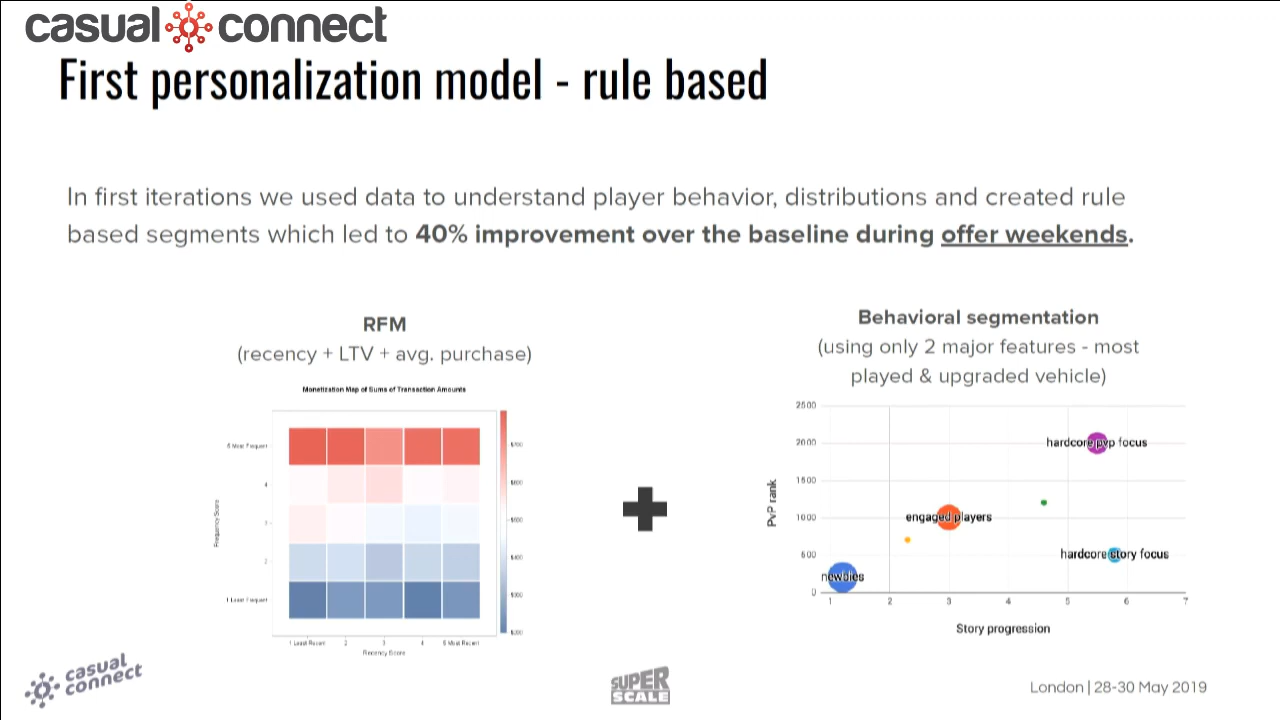 casual connect
First personalization model - rule based
In first iterations we used data to understand player behavior, distributions and created rule
based segments which led to 40% improvement over the baseline during offer weekends.
RFM
(recency + LTV + avg. purchase)
Monetization Map of Sums of Transaction Amounts
5 Most Frequent
4
3
2
1 Least Frequent
Frequency Score
$700
$600
$500
$400
$300
$200
1 Least Recent
2
3
4
5 Most Recent
Recency Score
Behavioral segmentation
(using only 2 major features - most
played & upgraded vehicle)
2500
2000
1500
1000
500
0
PvP rank
hardcore pvp focus
engaged players
hardcore story focus
newbies
1
2
3
4
5
6
7
Story progression
casual
connect
SUPER
SCALE
London | 28-30 May 2019